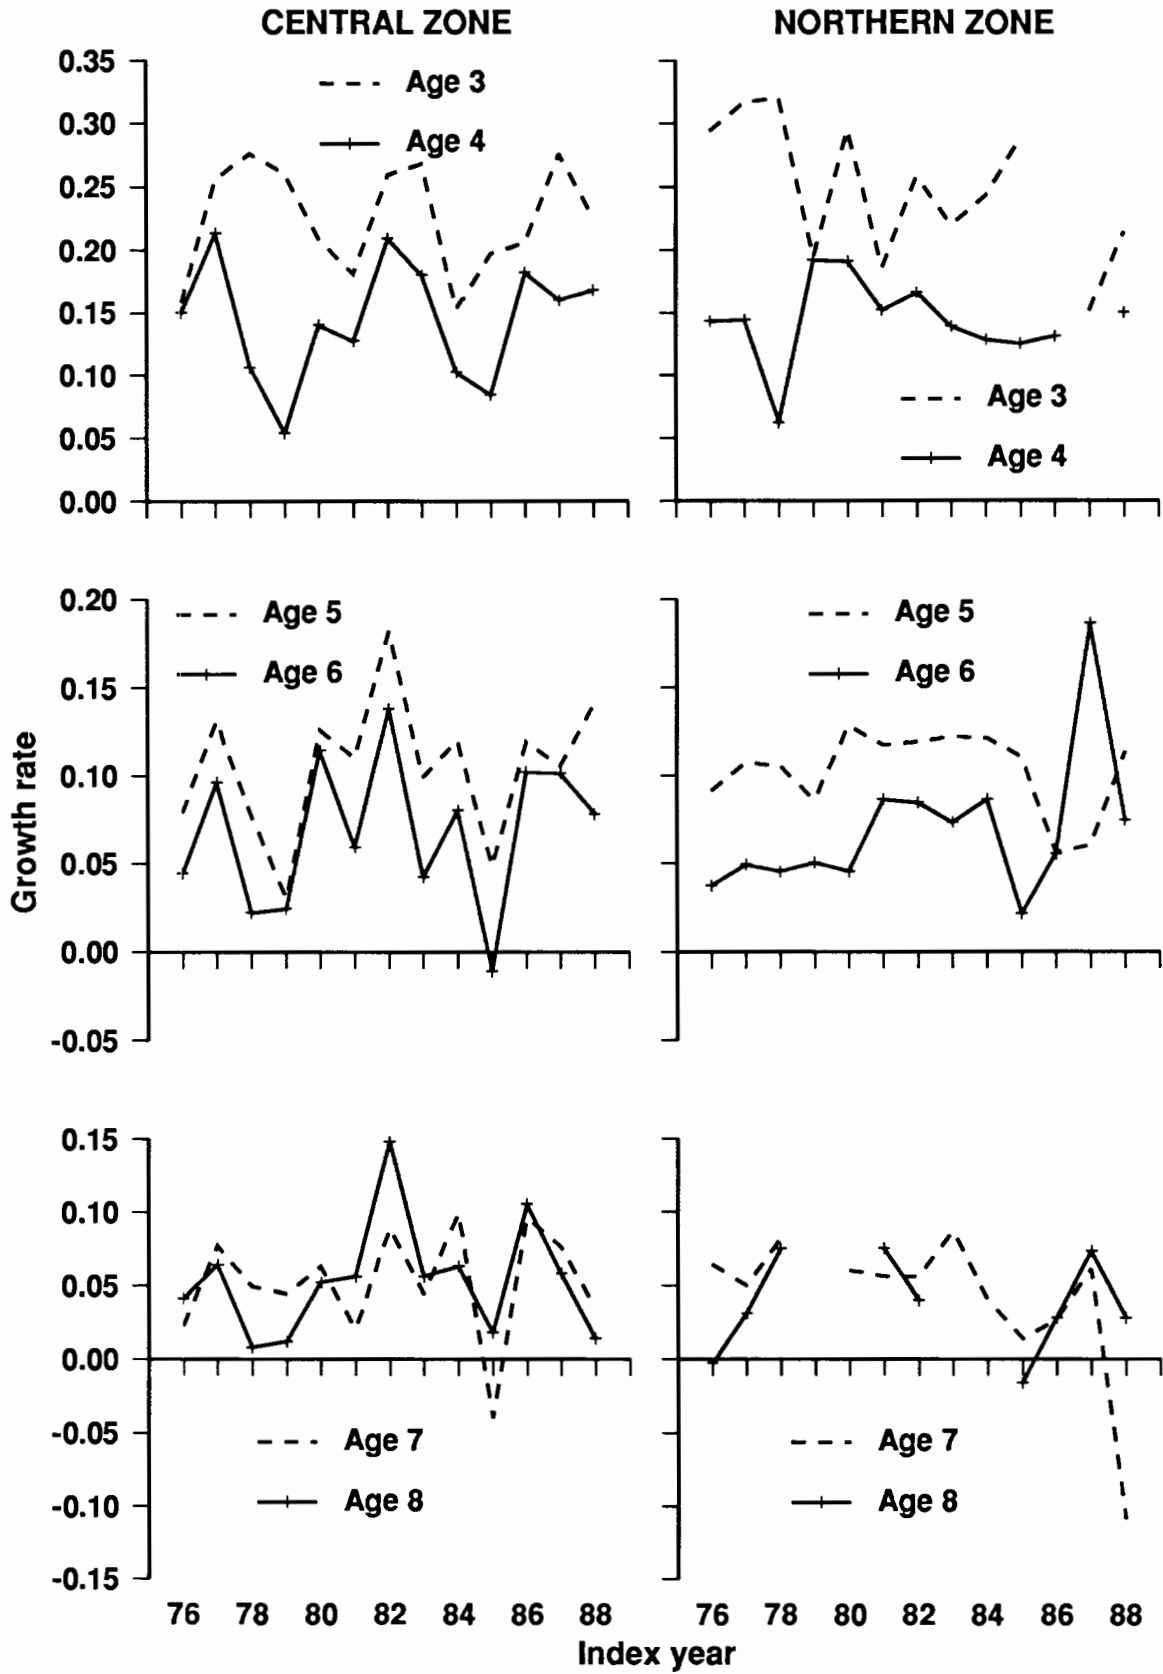 CENTRAL ZONE
NORTHERN ZONE
0.35
0.30
0.25
0.20
0.15
0.10
0.05
0.00
Age 3
Age 4
Age 3
Age 4
0.20
0.15
0.10
0.05
0.00
-0.05
Age 5
Age 6
Age 5
Age 6
Growth rate
0.15
0.10
0.05
0.00
-0.05
-0.10
-0.15
Age 7
Age 8
Age 7
Age 8
76 78 80 82 84 86 88
76 78 80 82 84 86 88
Index year